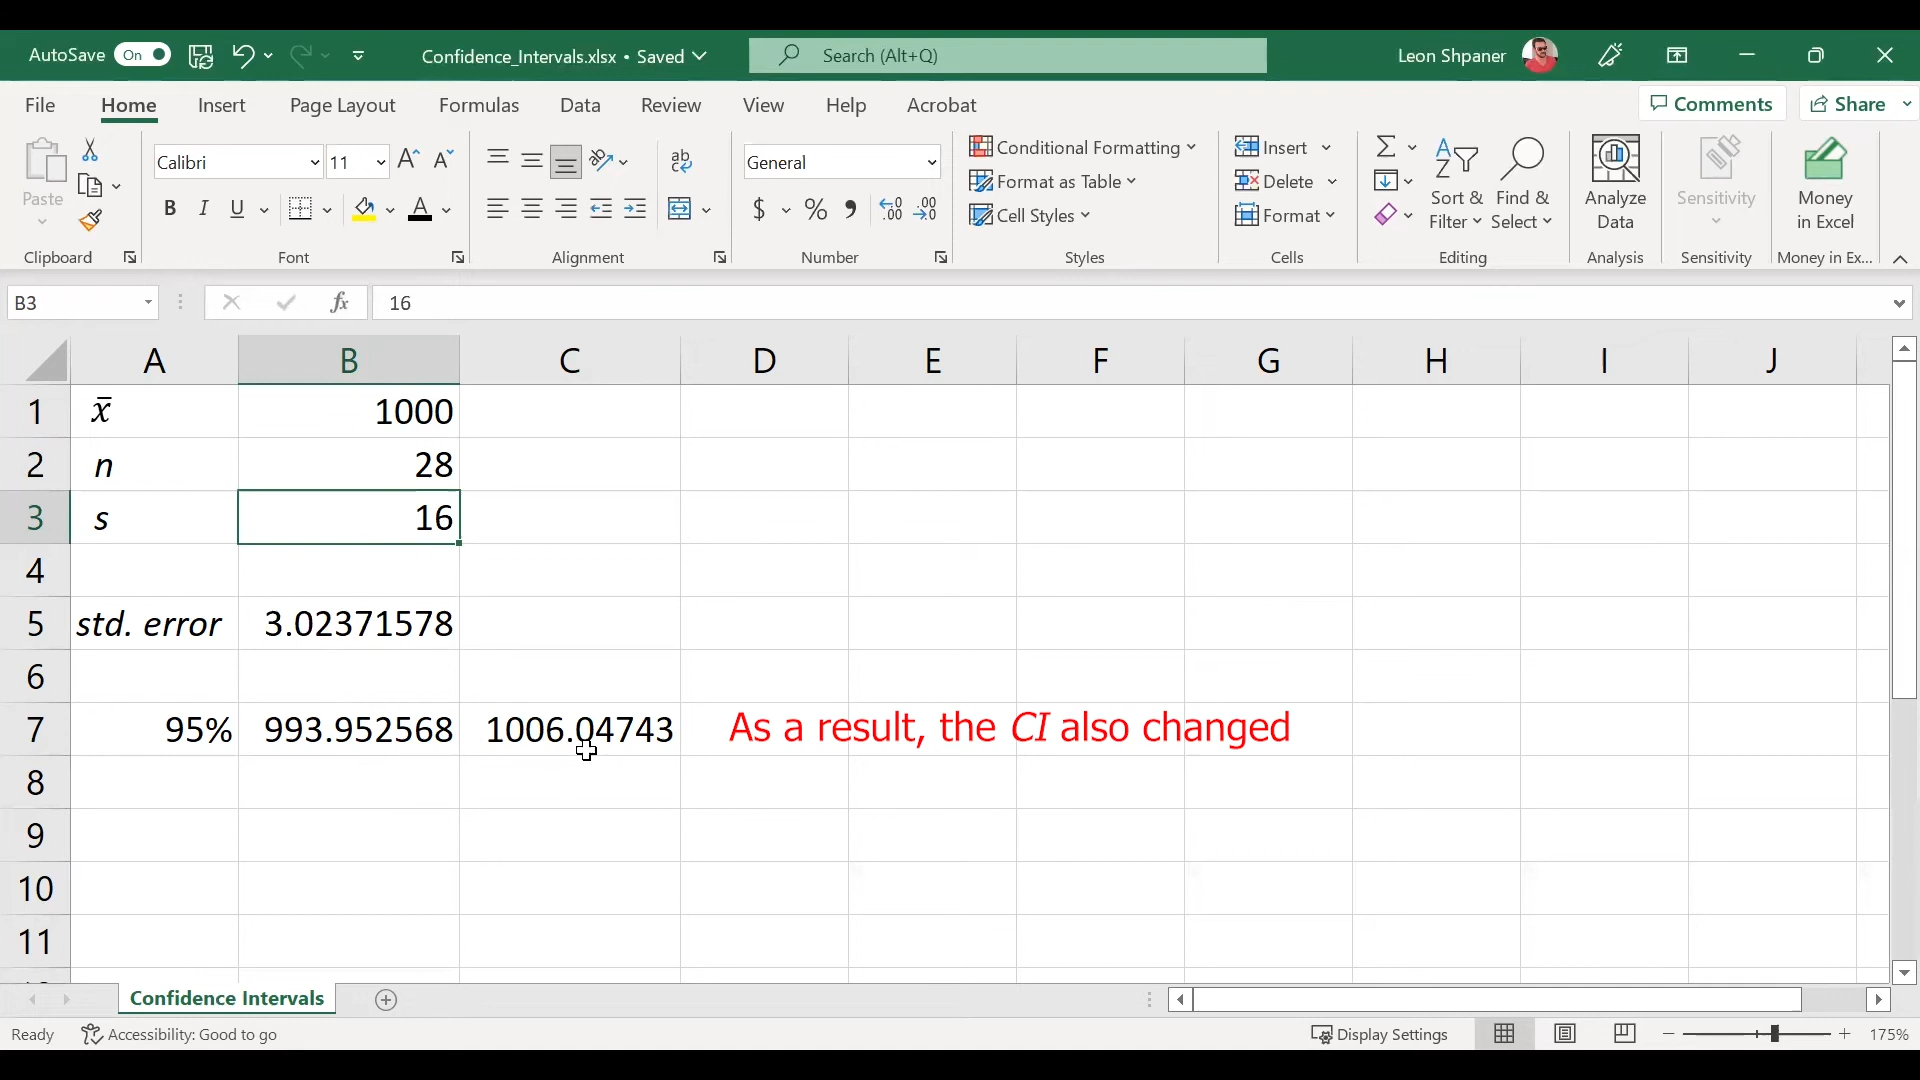 AutoSave On Confidence_Intervals.xlsx • Saved Search (Alt+Q) Leon Shpaner
File Home Insert Page Layout Formulas Data Review View Help Acrobat Comments Share
Paste Calibri 11 General Conditional Formatting Insert Sort & Find & Analyze Sensitivity Money
Format as Table Delete Filter Select Data in Excel
B I U A $ % Cell Styles Format
Clipboard Font Alignment Number Styles Cells Editing Analysis Sensitivity Money in Ex...
B3 fx 16
A B C D E F G H I J
1 x̄ 1000
2 n 28
3 s 16
4
5 std. error 3.02371578
6
7 95% 993.952568 1006.04743 As a result, the CI also changed
8
9
10
11
Confidence Intervals
Ready Accessibility: Good to go Display Settings 175%